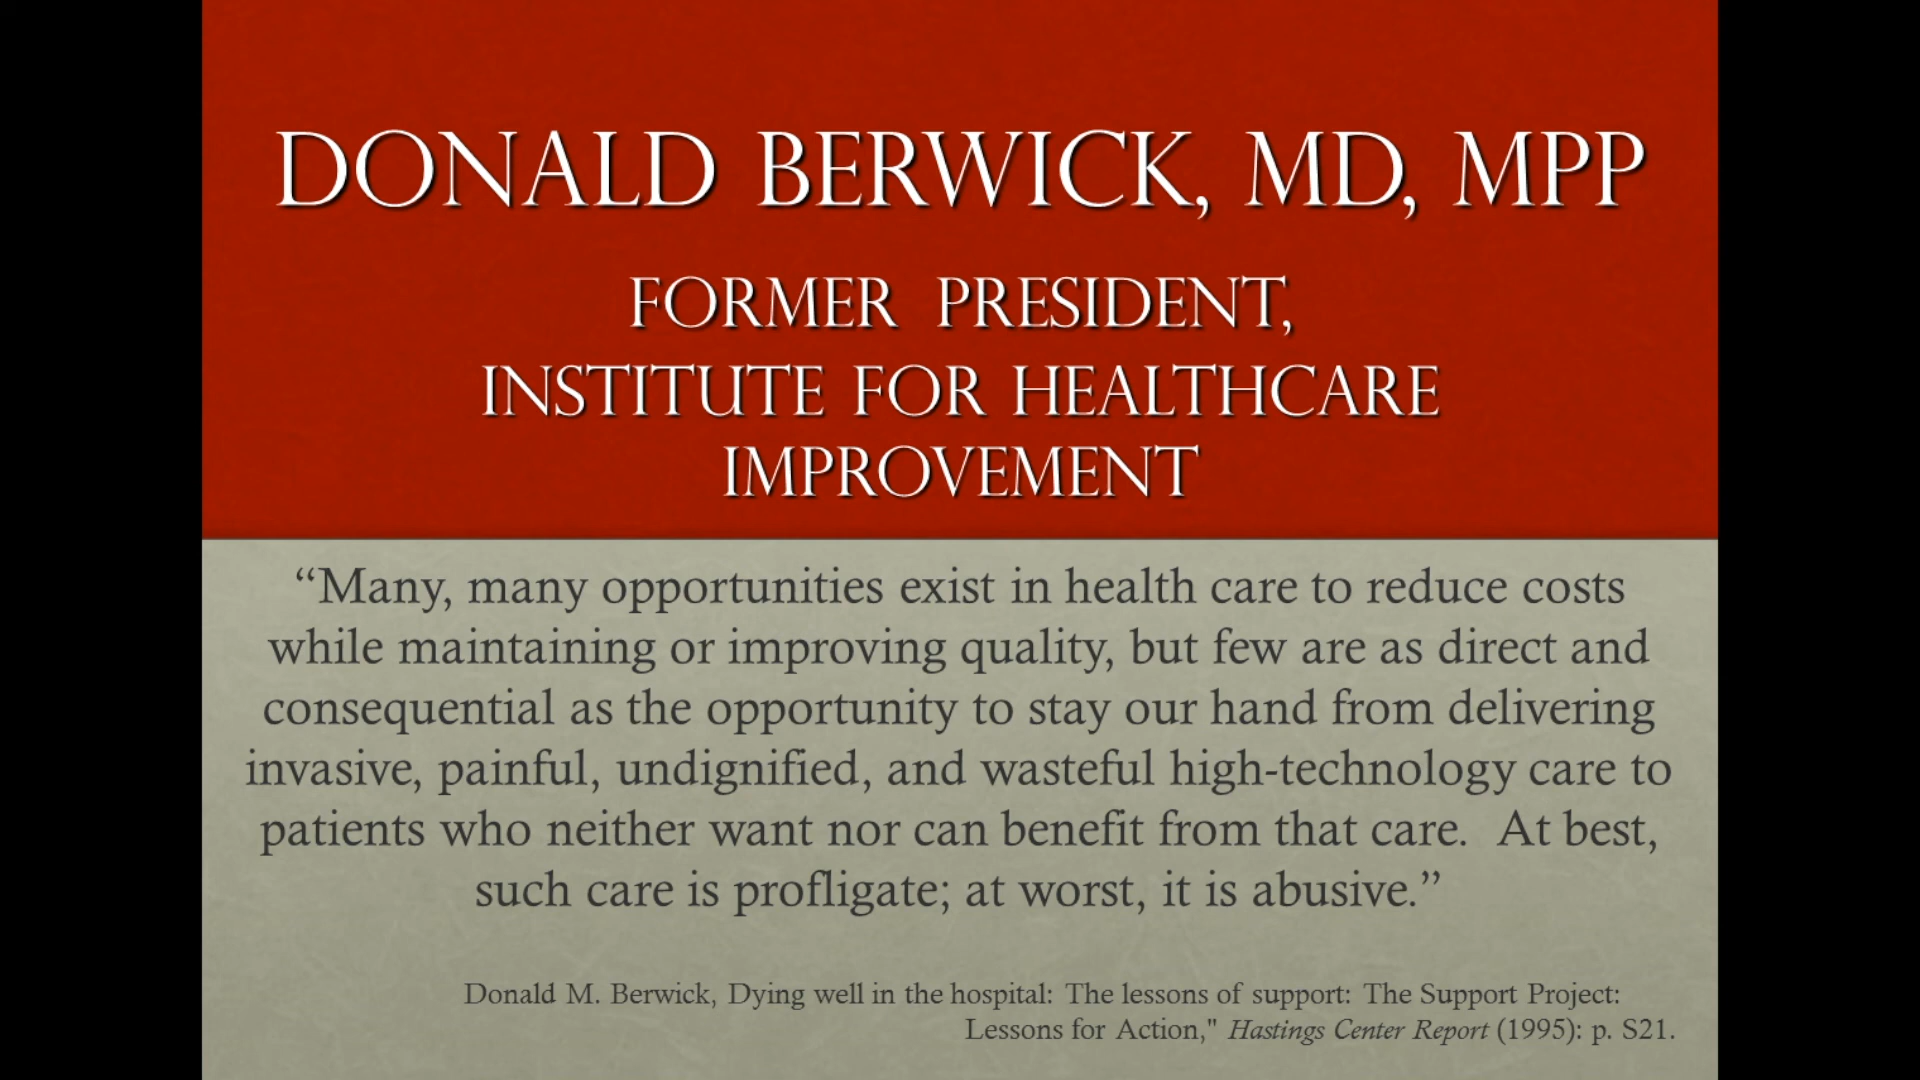 DONALD BERWICK, MD, MPP
FORMER PRESIDENT,
INSTITUTE FOR HEALTHCARE
IMPROVEMENT
“Many, many opportunities exist in health care to reduce costs
while maintaining or improving quality, but few are as direct and
consequential as the opportunity to stay our hand from delivering
invasive, painful, undignified, and wasteful high-technology care to
patients who neither want nor can benefit from that care.  At best,
such care is profligate; at worst, it is abusive.”
Donald M. Berwick, Dying well in the hospital: The lessons of support: The Support Project:
Lessons for Action," Hastings Center Report (1995): p. S21.